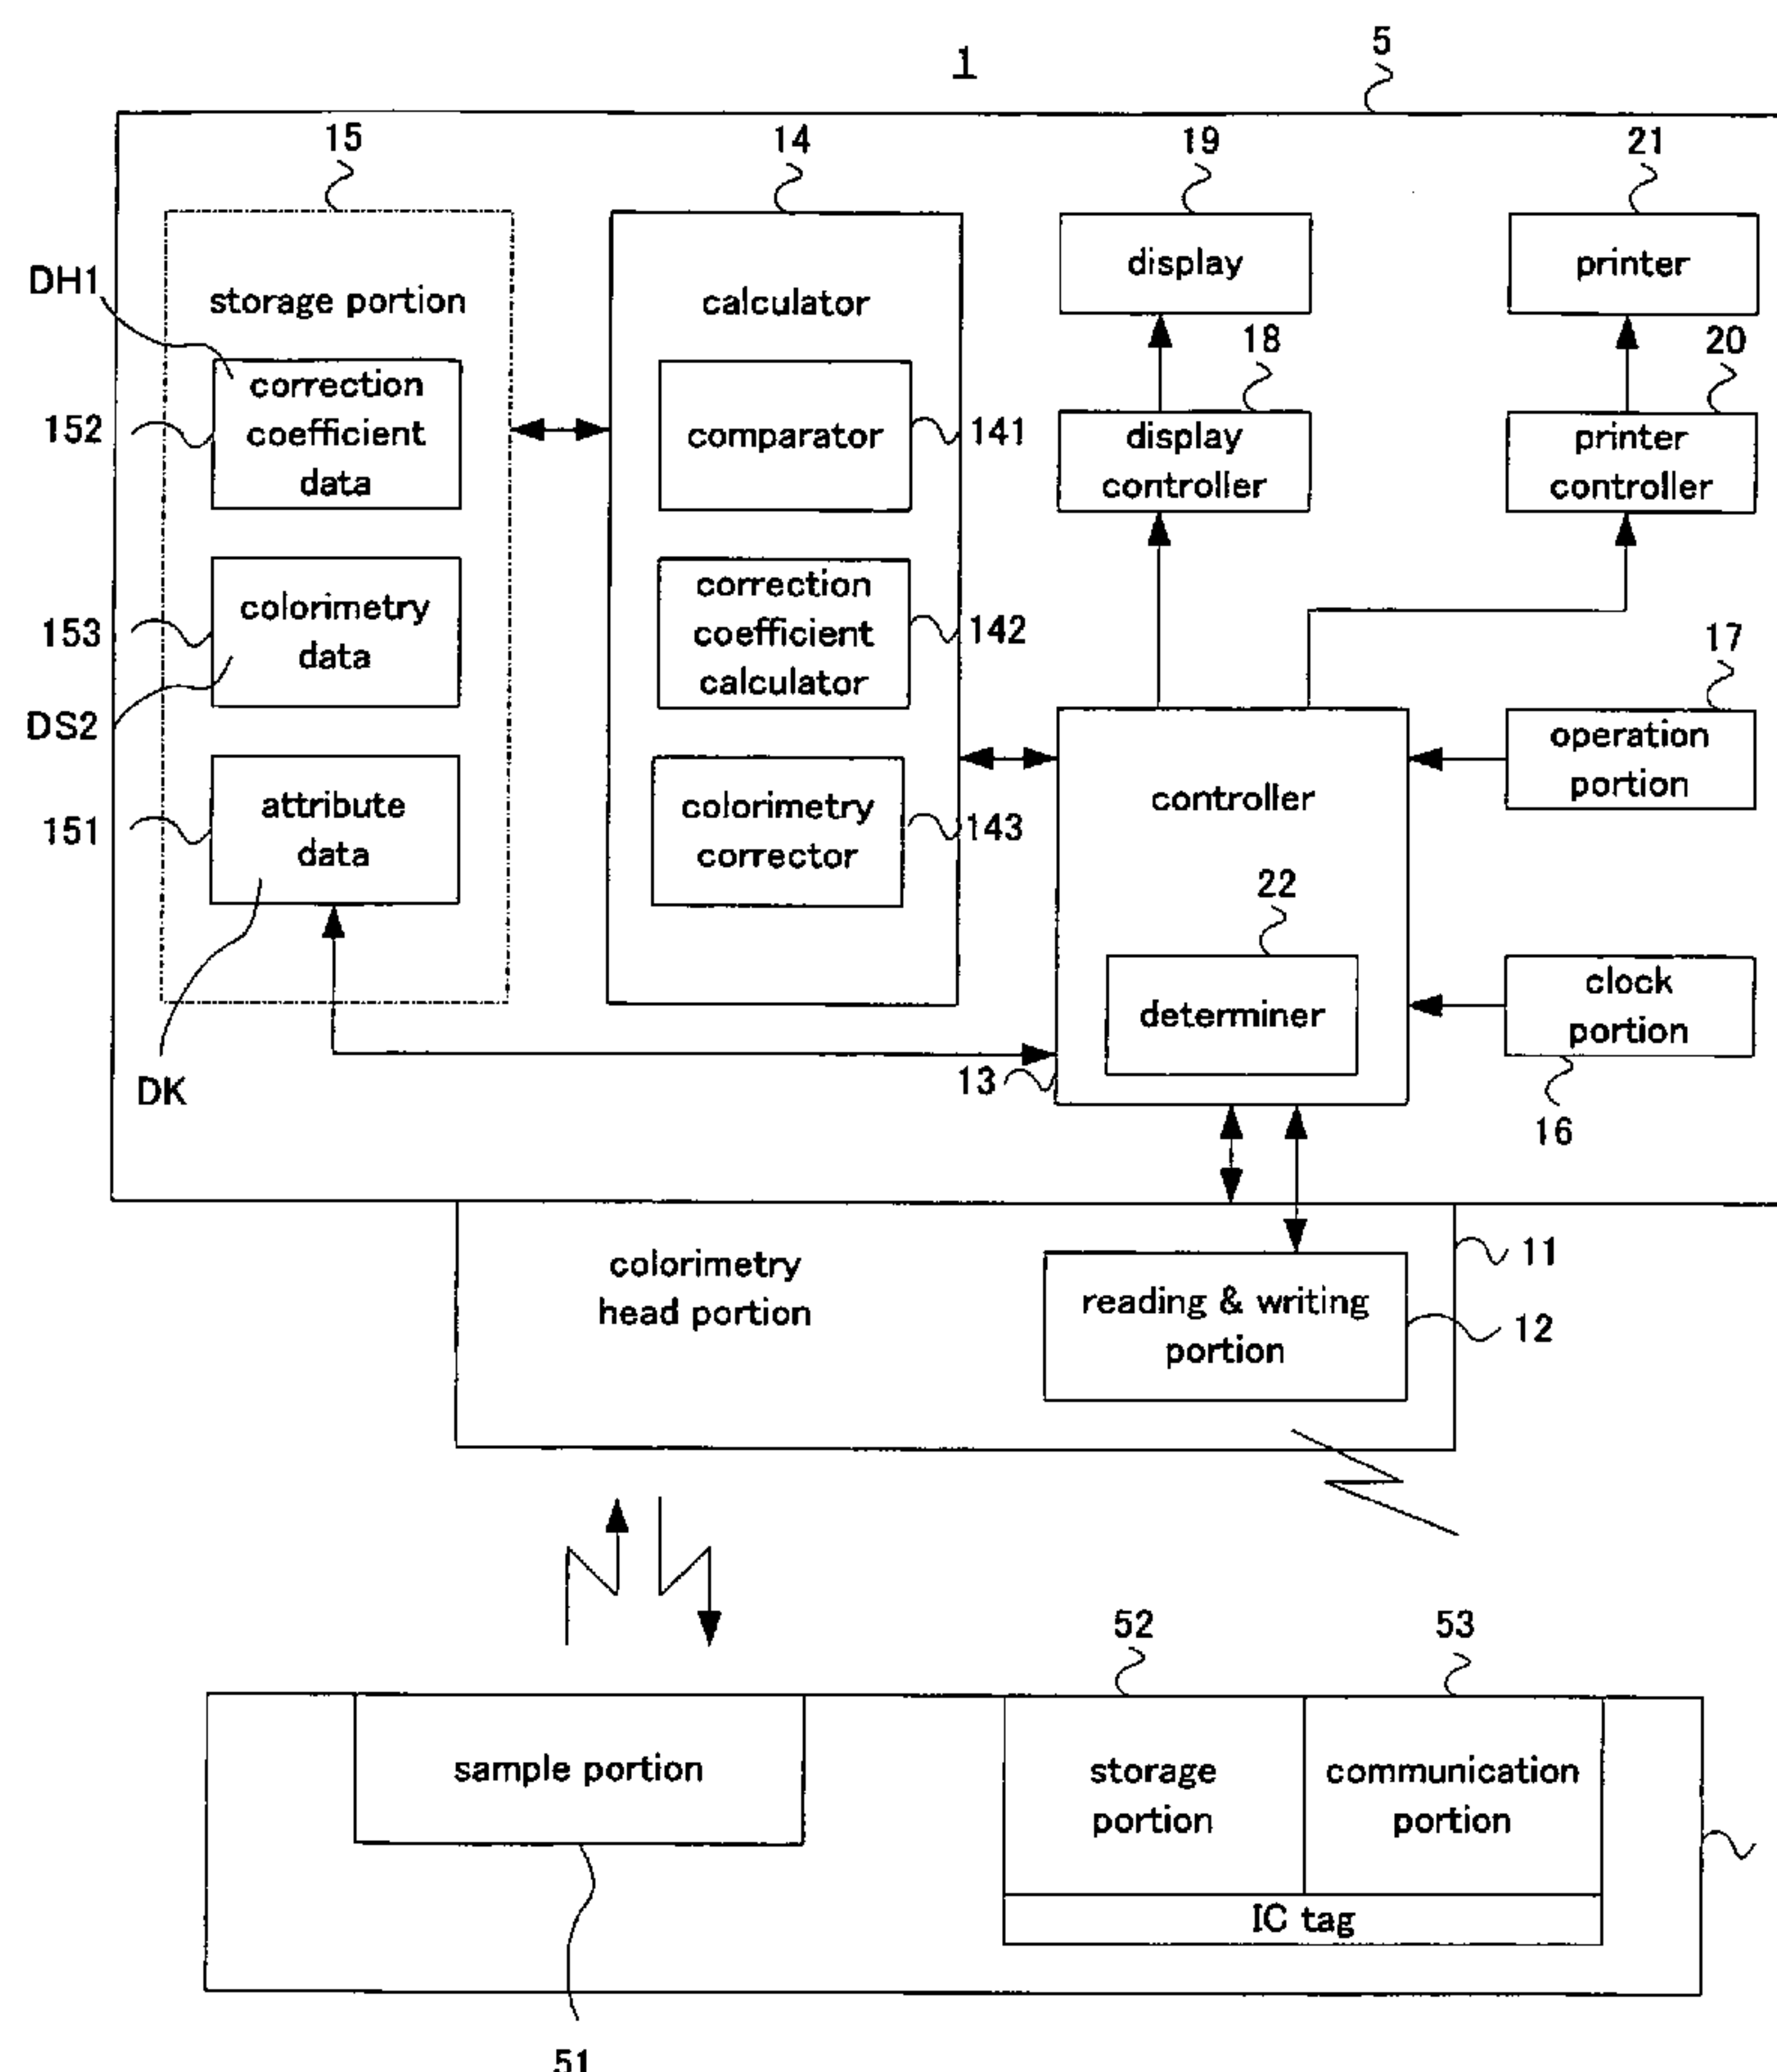 1
5
15
14
19
21
DH1
storage portion
calculator
display
printer
18
20
152
correction
coefficient
data
comparator
141
display
controller
printer
controller
153
colorimetry
data
DS2
correction
coefficient
calculator
142
17
operation
portion
151
attribute
data
DK
colorimetry
corrector
143
controller
22
determiner
13
clock
portion
16
colorimetry
head portion
11
reading & writing
portion
12
52
53
sample portion
storage
portion
communication
portion
IC tag
51